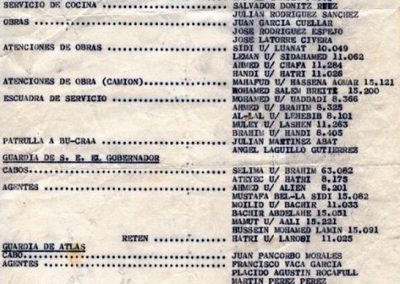 SERVICIO DE COCINA ................ SALVADOR DONITZ RUEZ
JULIAN RODRIGUEZ SANCHEZ
OBRAS ................ JUAN GARCIA CUELLAR
JOSE RODRIGUEZ ESPEJO
JOSE LATORRE CIVERA
ATENCIONES DE OBRAS ................ SIDI U/ LUANAT 10.049
LEMAN U/ SIDAHAMED 11.062
AHMED U/ CHAFA 11.284
HANDI U/ HATRI 11.026
ATENCIONES DE OBRA (CAMION) ................ MAHAFUD U/ HASSENA AOMAR 15.121
MOHAMED SALEM BREITE 15.200
ESCUADRA DE SERVICIO ................ MOHAMED U/ UADDADI 8.366
AHMED U/ BRAHIM 8.325
AL-LAL U/ LEHEBIB 8.101
MULEY U/ LASHEN 11.263
BRAHIM U/ HANDI 8.405
PATRULLA A BU-CRAA ................ JULIAN MARTINEZ ABAT
ANGEL LAGUILLO GUTIERREZ
GUARDIA DE S. E. EL GOBERNADOR
CABOS ................ SELIMA U/ BRAHIM 63.082
AGENTES ................ ATEYEC U/ HATRI 8.173
AHMED U/ ALIEN 8.201
MUSTAFA BEL-LA SIDI 15.082
MOILID U/ BACHIR 11.033
BACHIR ABDELAHE 15.051
MAMUT U/ AALI 15.221
HUSSEIN MOHAMED LAMIN 15.091
RETEN ................ HATRI U/ LAROSI 11.025
GUARDIA DE ATLAS
CABO ................ JUAN PANCORBO MORALES
AGENTES ................ FRANCISCO VACA GARCIA
PLACIDO AGUSTIN ROCAFULL
MARTIN PEREZ PEREZ